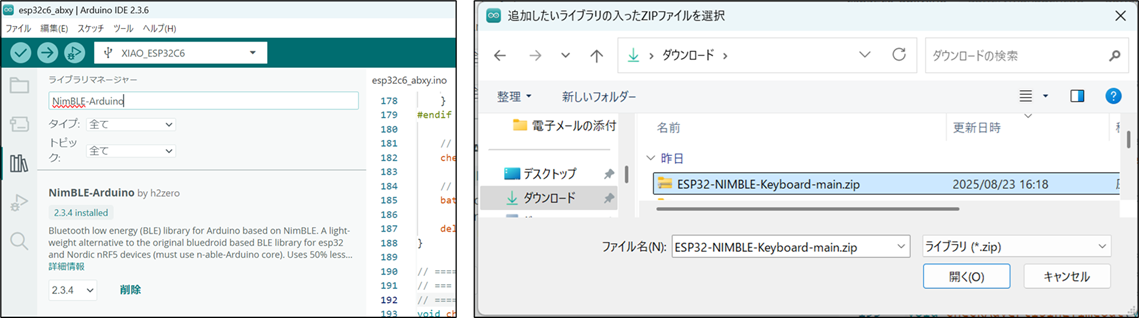 esp32c6_abxy | Arduino IDE 2.3.6
ファイル 編集(E) スケッチ ツール ヘルプ(H)
XIAO_ESP32C6
ライブラリマネージャー
NimBLE-Arduino
タイプ: 全て
トピック: 全て
NimBLE-Arduino by h2zero
2.3.4 installed
Bluetooth low energy (BLE) library for Arduino based on NimBLE. A light-
weight alternative to the original bluedroid based BLE library for esp32
and Nordic nRF5 devices (must use n-able-Arduino core). Uses 50% less...
詳細情報
2.3.4 削除
esp32c6_abxy.ino
178 }
179 #endif
180
181 //
182 che
183
184 //
185 bat
186
187 del
188 }
189
190 // ====
191 // ===
192 // ====
193 void ch
追加したいライブラリの入ったZIPファイルを選択
ダウンロード
ダウンロードの検索
整理 新しいフォルダー
電子メールの添付
デスクトップ
ダウンロード
名前 更新日時
昨日
ESP32-NIMBLE-Keyboard-main.zip 2025/08/23 16:18
ファイル名(N): ESP32-NIMBLE-Keyboard-main.zip ライブラリ (*.zip)
開く(O) キャンセル